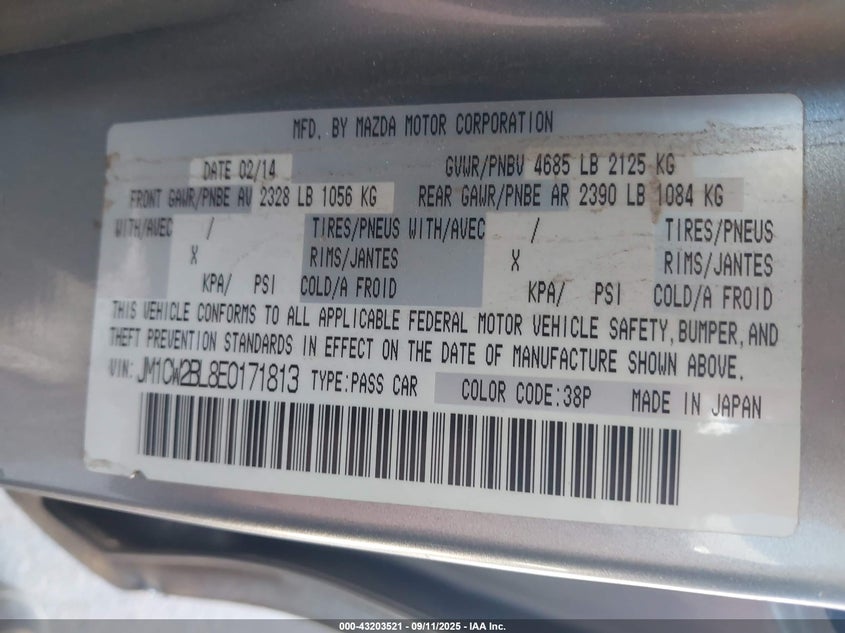 MFD. BY MAZDA MOTOR CORPORATION
DATE 02/14 GVWR/PNBV 4685 LB 2125 KG
FRONT GAWR/PNBE AV 2328 LB 1056 KG REAR GAWR/PNBE AR 2390 LB 1084 KG
WITH/AVEC / TIRES/PNEUS WITH/AVEC / TIRES/PNEUS
X RIMS/JANTES X RIMS/JANTES
KPA/ PSI COLD/A FROID KPA/ PSI COLD/A FROID
THIS VEHICLE CONFORMS TO ALL APPLICABLE FEDERAL MOTOR VEHICLE SAFETY, BUMPER, AND
THEFT PREVENTION STANDARDS IN EFFECT ON THE DATE OF MANUFACTURE SHOWN ABOVE.
VIN: JM1CW2BL8E0171813 TYPE:PASS CAR COLOR CODE:38P MADE IN JAPAN
000-43203521 - 09/11/2025 - IAA Inc.